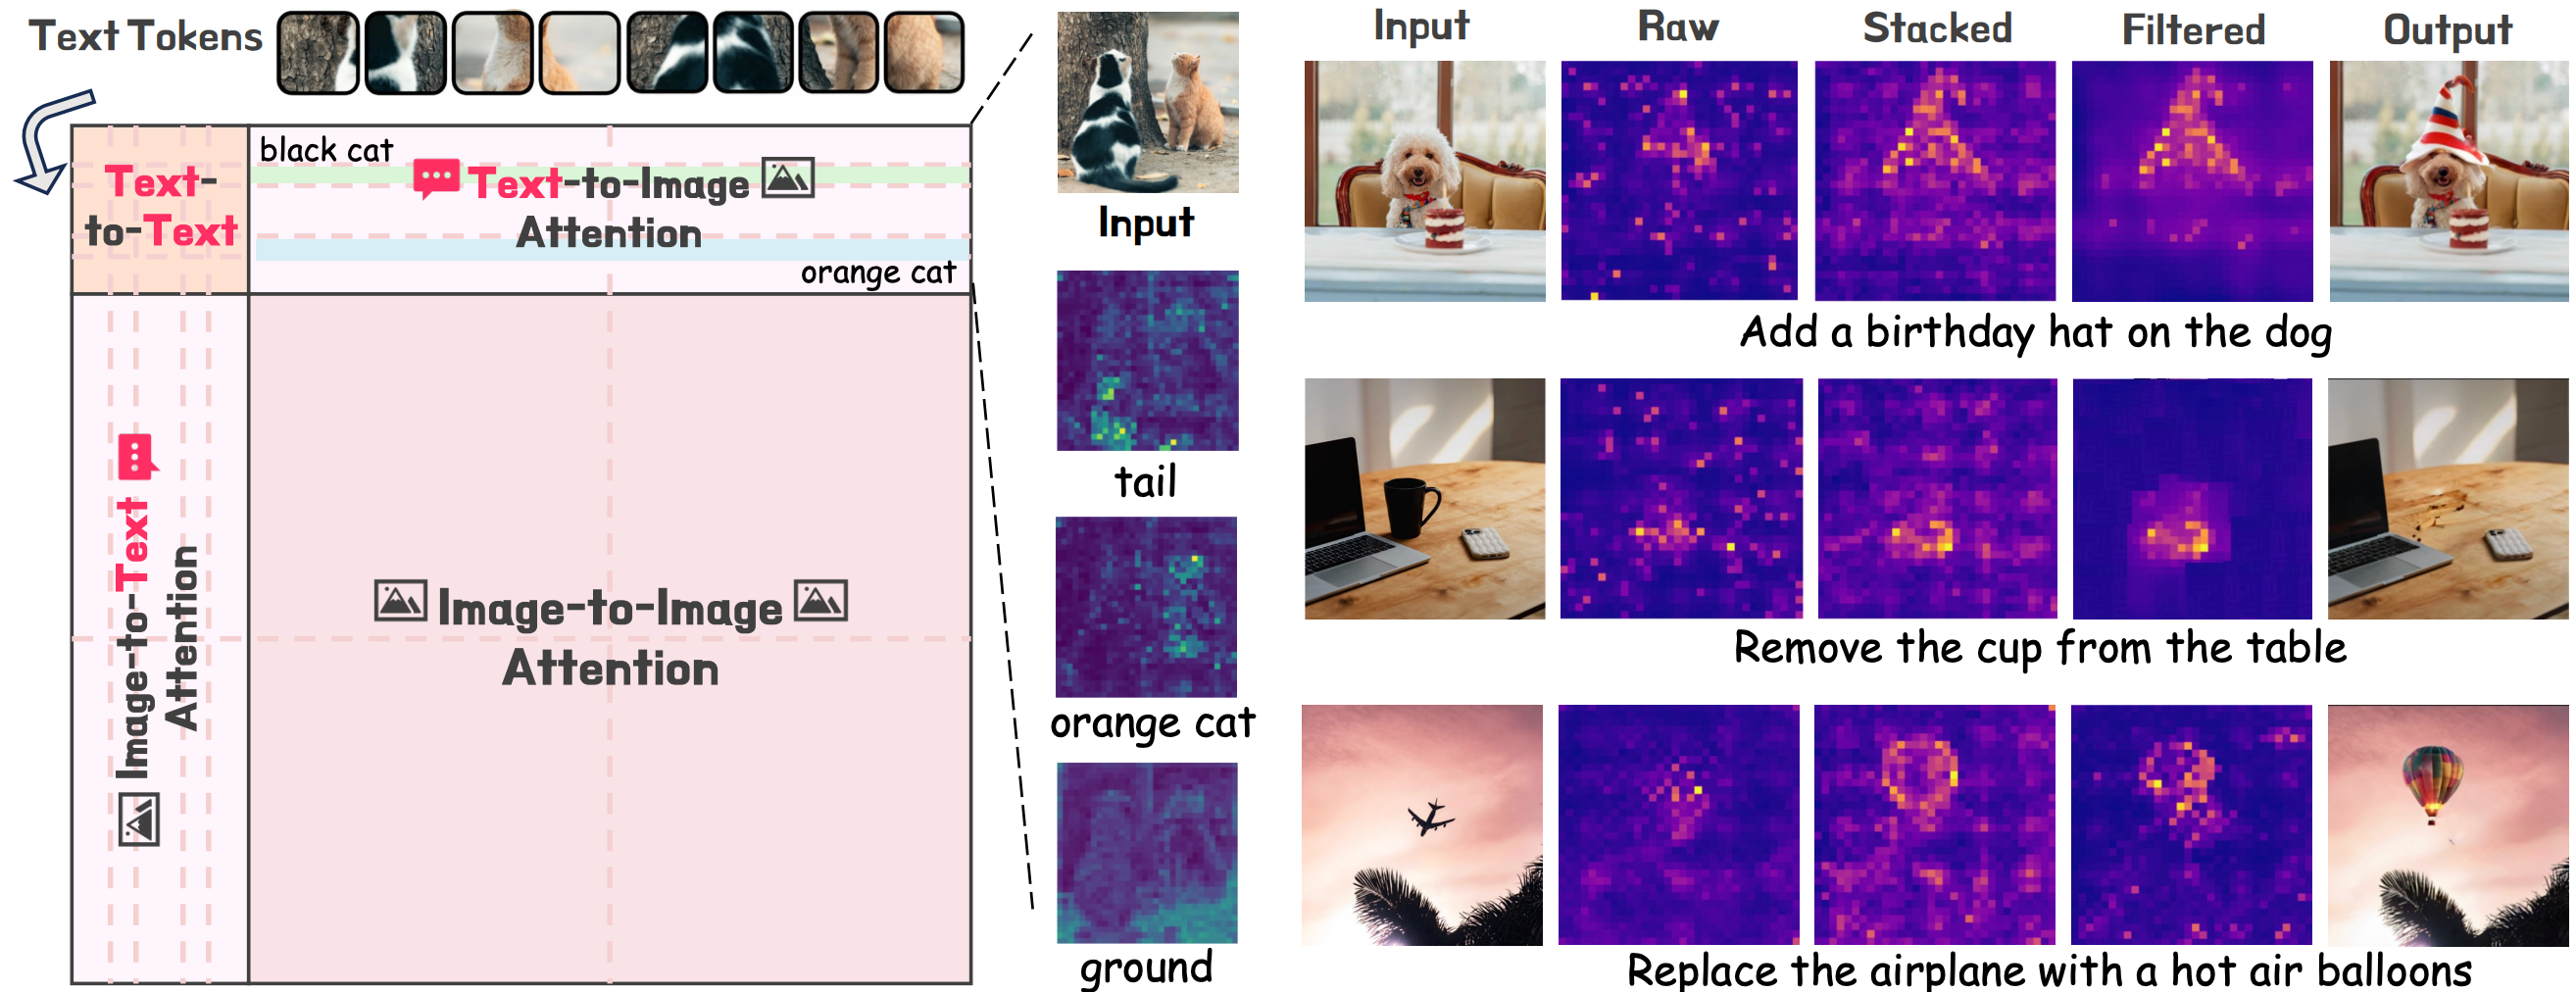 Text Tokens
Text-
to-Text
black cat
Text-to-Image
Attention
orange cat
Image-to-Text
Attention
Image-to-Image
Attention
Input
tail
orange cat
ground
Input
Raw
Stacked
Filtered
Output
Add a birthday hat on the dog
Remove the cup from the table
Replace the airplane with a hot air balloons